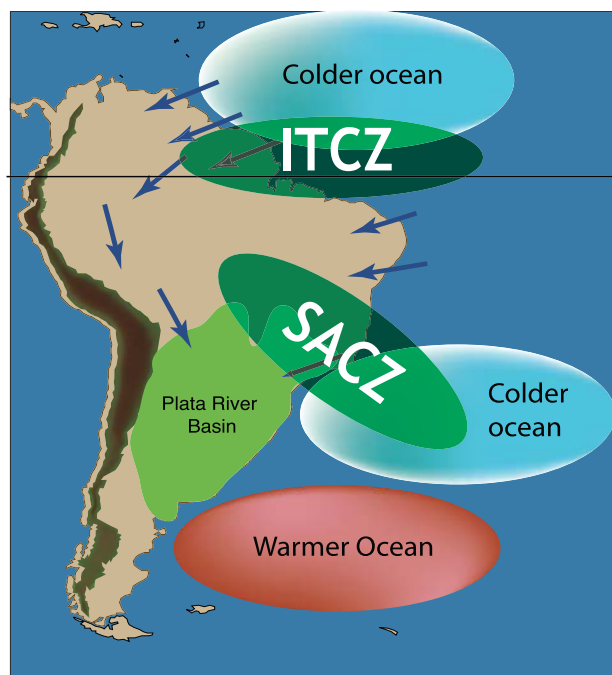 Colder ocean
ITCZ
SACZ
Plata River
Basin
Colder
ocean
Warmer Ocean